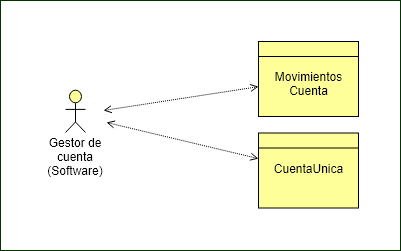 Movimientos
Cuenta
Gestor de
cuenta
(Software)
CuentaUnica